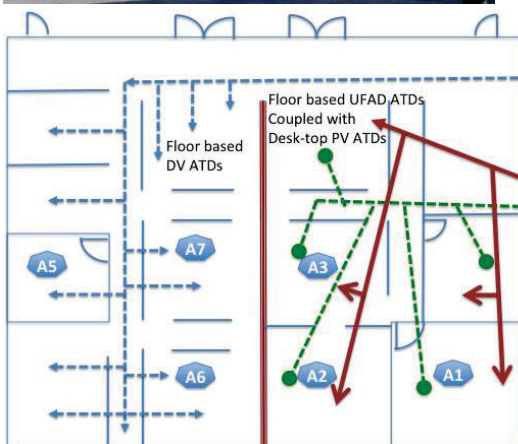 Floor based UFAD ATDs
Coupled with
Desk-top PV ATDs
Floor based
DV ATDs
A5
A7
A3
A6
A2
A1